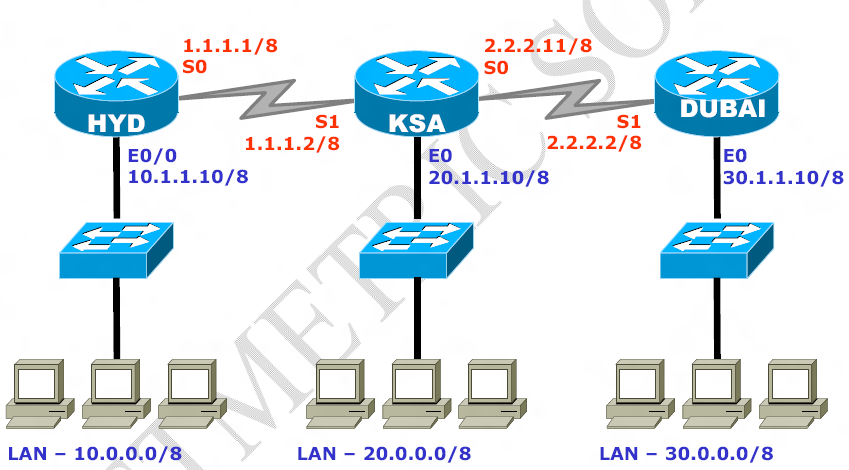 1.1.1.1/8
S0
2.2.2.11/8
S0
HYD
KSA
DUBAI
S1
1.1.1.2/8
S1
2.2.2.2/8
E0/0
10.1.1.10/8
E0
20.1.1.10/8
E0
30.1.1.10/8
LAN – 10.0.0.0/8
LAN – 20.0.0.0/8
LAN – 30.0.0.0/8